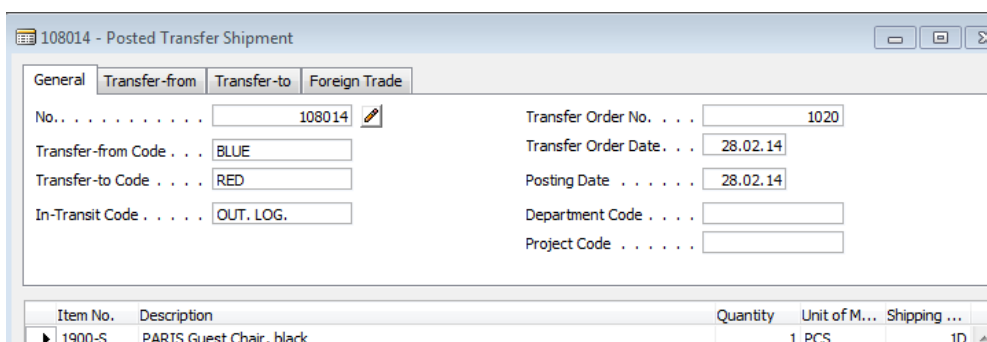 108014 - Posted Transfer Shipment
General Transfer-from Transfer-to Foreign Trade
No. . . . . . . . . . . . 108014
Transfer Order No. . . . . 1020
Transfer-from Code . . . BLUE
Transfer Order Date. . . 28.02.14
Transfer-to Code . . . . RED
Posting Date . . . . . . 28.02.14
In-Transit Code . . . . . OUT. LOG.
Department Code . . . .
Project Code . . . . . .
Item No. Description Quantity Unit of M... Shipping ...
1900-S PARIS Guest Chair, black 1 PCS 1D